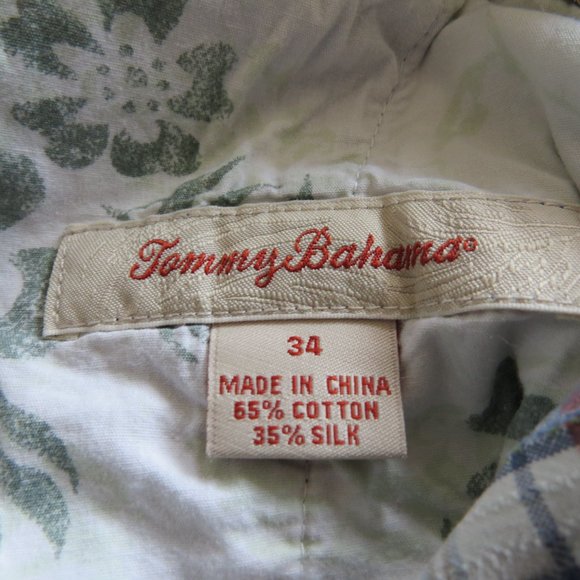 Tommy Bahama®
34
MADE IN CHINA
65% COTTON
35% SILK